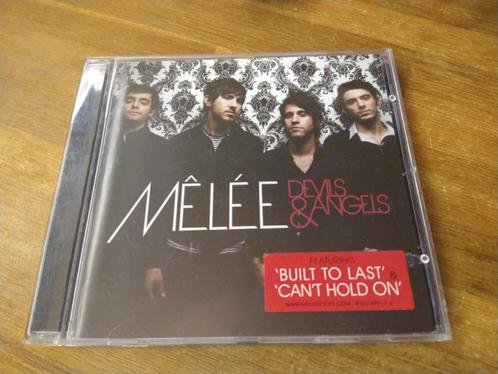 MÊLÉE
DEVILS
&ANGELS
FEATURING
'BUILT TO LAST' &
'CAN'T HOLD ON'